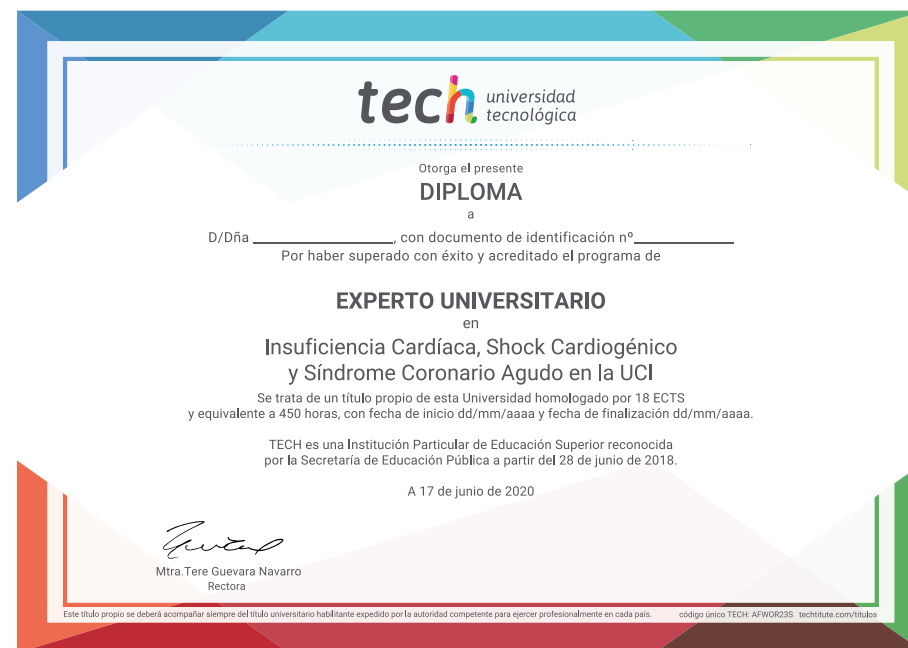 tech universidad
tecnológica
Otorga el presente
DIPLOMA
a
D/Dña ____________________, con documento de identificación nº______________
Por haber superado con éxito y acreditado el programa de
EXPERTO UNIVERSITARIO
en
Insuficiencia Cardíaca, Shock Cardiogénico
y Síndrome Coronario Agudo en la UCI
Se trata de un título propio de esta Universidad homologado por 18 ECTS
y equivalente a 450 horas, con fecha de inicio dd/mm/aaaa y fecha de finalización dd/mm/aaaa.
TECH es una Institución Particular de Educación Superior reconocida
por la Secretaría de Educación Pública a partir del 28 de junio de 2018.
A 17 de junio de 2020
Mtra.Tere Guevara Navarro
Rectora
Este título propio se deberá acompañar siempre del título universitario habilitante expedido por la autoridad competente para ejercer profesionalmente en cada país. código único TECH: AFWOR23S techtitute.com/titulos